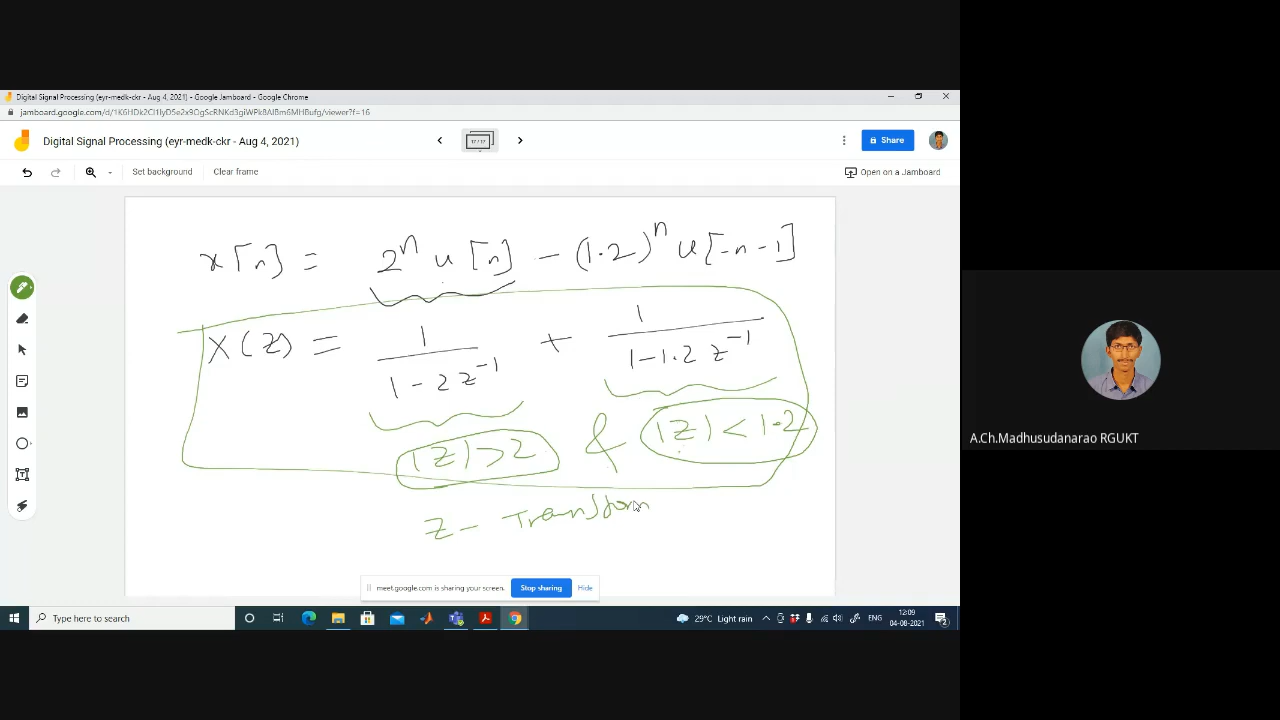 Digital Signal Processing (eyr-medk-ckr - Aug 4, 2021) - Google Jamboard - Google Chrome
Digital Signal Processing (eyr-medk-ckr - Aug 4, 2021)
17 / 17
Share
Set background
Clear frame
Open on a Jamboard
x[n] = 2^n u[n] - (1.2)^n u[-n-1]
X(z) = 1/(1-2z^-1) + 1/(1-1.2z^-1)
|z|>2 & |z|<1.2
z- Transform
A.Ch.Madhusudanarao RGUKT
meet.google.com is sharing your screen.
Stop sharing
Hide
Type here to search
29°C Light rain
ENG
12:09
04-08-2021
2